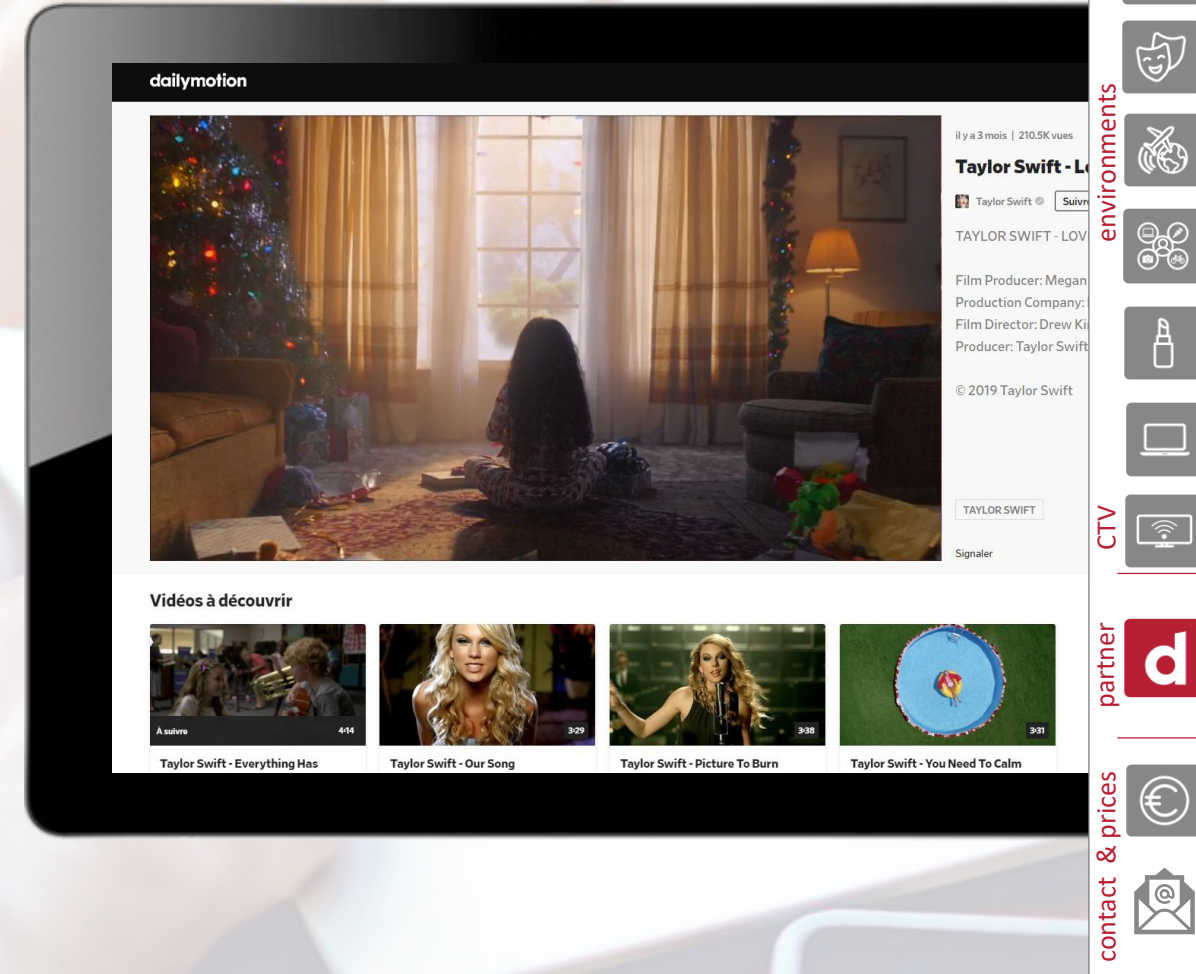 dailymotion
il y a 3 mois | 210.5K vues
Taylor Swift - L
Taylor Swift
Suivr
TAYLOR SWIFT - LOV
Film Producer: Megan
Production Company:
Film Director: Drew Ki
Producer: Taylor Swift
© 2019 Taylor Swift
TAYLOR SWIFT
Signaler
Vidéos à découvrir
À suivre
4:14
3:29
3:38
3:31
Taylor Swift - Everything Has
Taylor Swift - Our Song
Taylor Swift - Picture To Burn
Taylor Swift - You Need To Calm
environments
CTV
partner
d
contact & prices
€
@